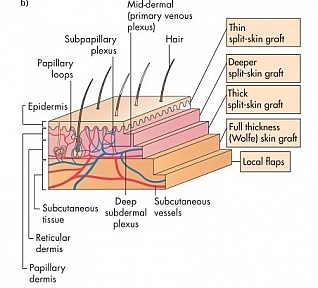 b)
Mid-dermal
(primary venous
plexus)
Subpapillary
plexus
Hair
Papillary
loops
Epidermis
Thin
split-skin graft
Deeper
split-skin graft
Thick
split-skin graft
Full thickness
(Wolfe) skin graft
Local flaps
Subcutaneous
tissue
Deep
subdermal
plexus
Subcutaneous
vessels
Reticular
dermis
Papillary
dermis